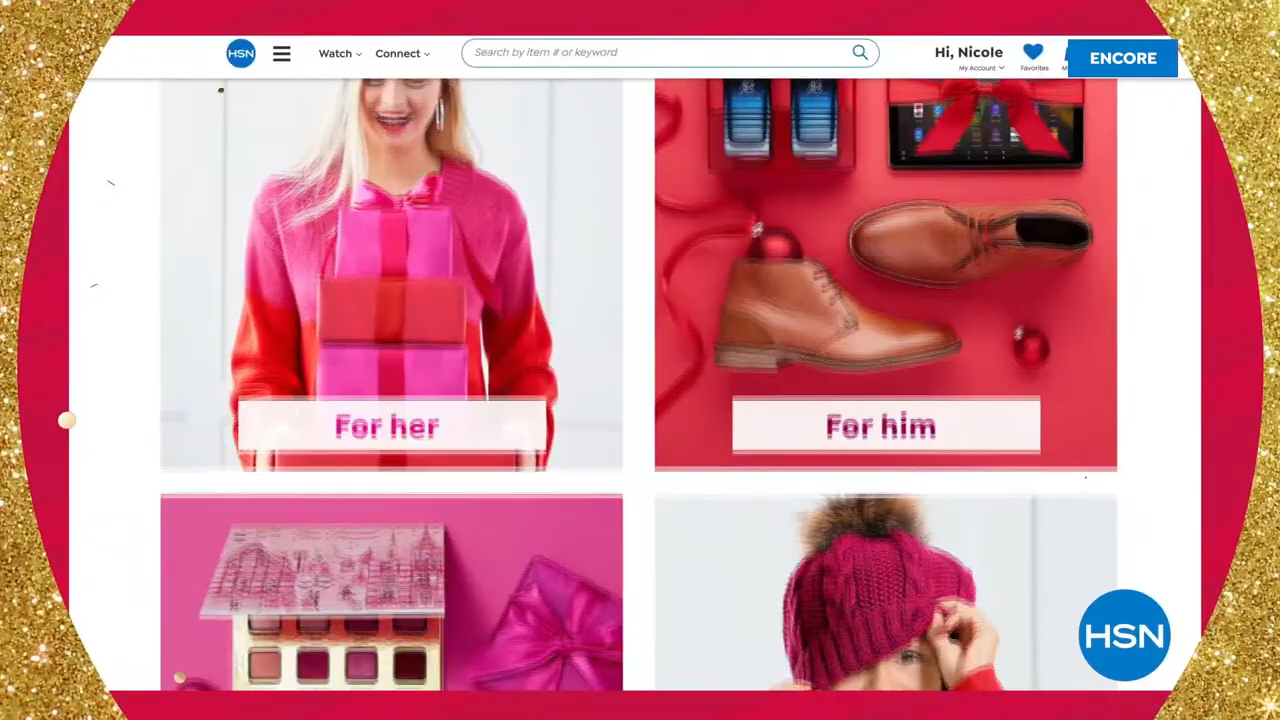 HSN
Watch
Connect
Search by item # or keyword
Hi, Nicole
My Account
Favorites
ENCORE
For her
For him
HSN